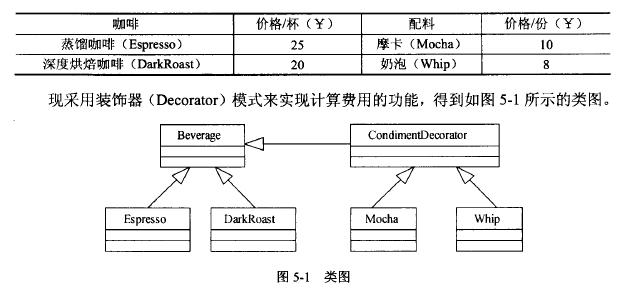 咖啡 价格/杯（￥） 配料 价格/份（￥）
蒸馏咖啡（Espresso） 25 摩卡（Mocha） 10
深度烘焙咖啡（DarkRoast） 20 奶泡（Whip） 8
现采用装饰器（Decorator）模式来实现计算费用的功能，得到如图 5-1 所示的类图。
Beverage CondimentDecorator
Espresso DarkRoast Mocha Whip
图 5-1 类图